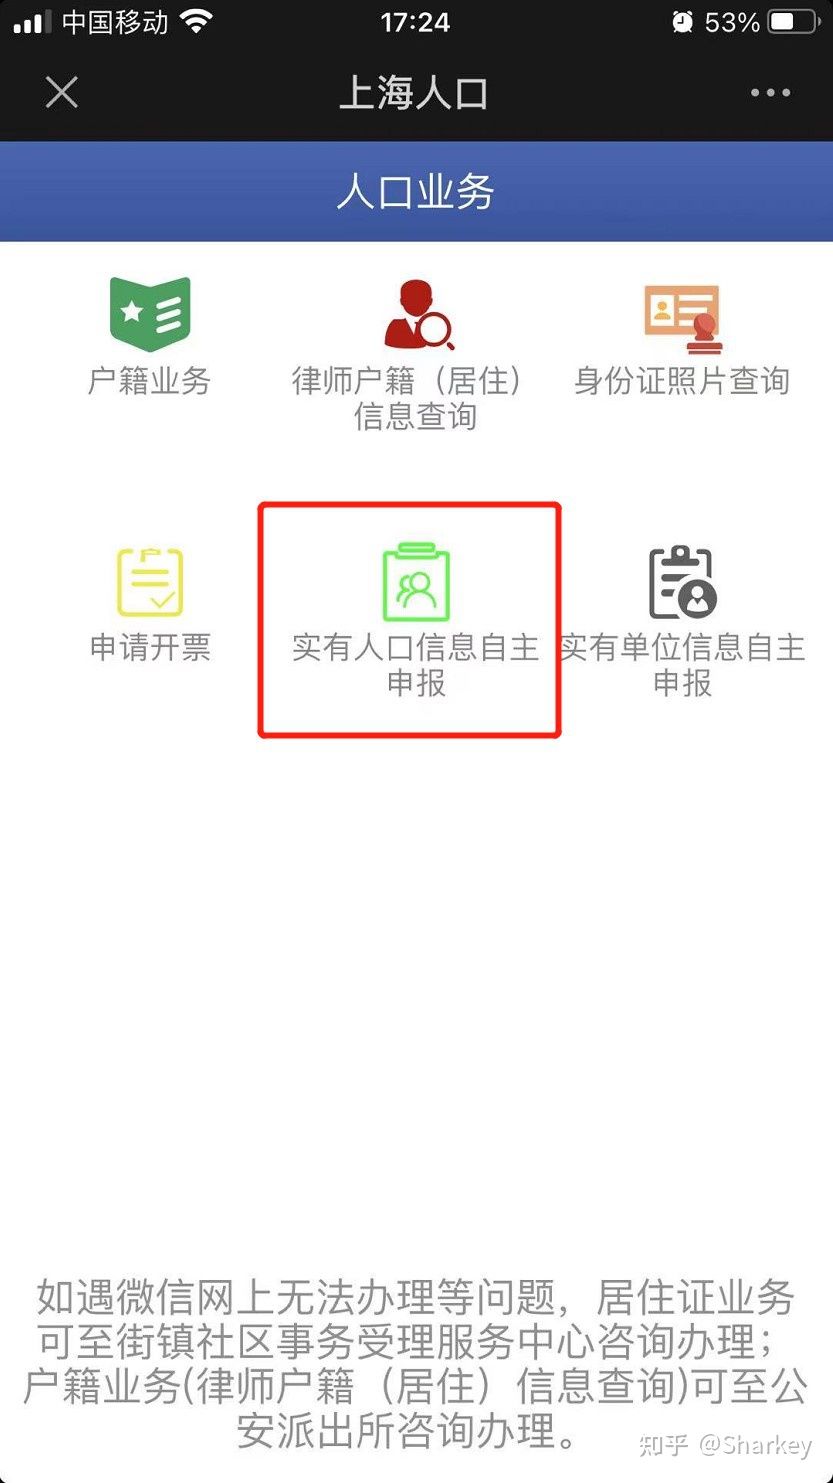 中国移动 17:24 53%
上海人口
人口业务
户籍业务
律师户籍（居住）
信息查询
身份证照片查询
申请开票
实有人口信息自主
申报
实有单位信息自主
申报
如遇微信网上无法办理等问题，居住证业务
可至街镇社区事务受理服务中心咨询办理；
户籍业务(律师户籍（居住）信息查询)可至公
安派出所咨询办理。
知乎 @Sharkey